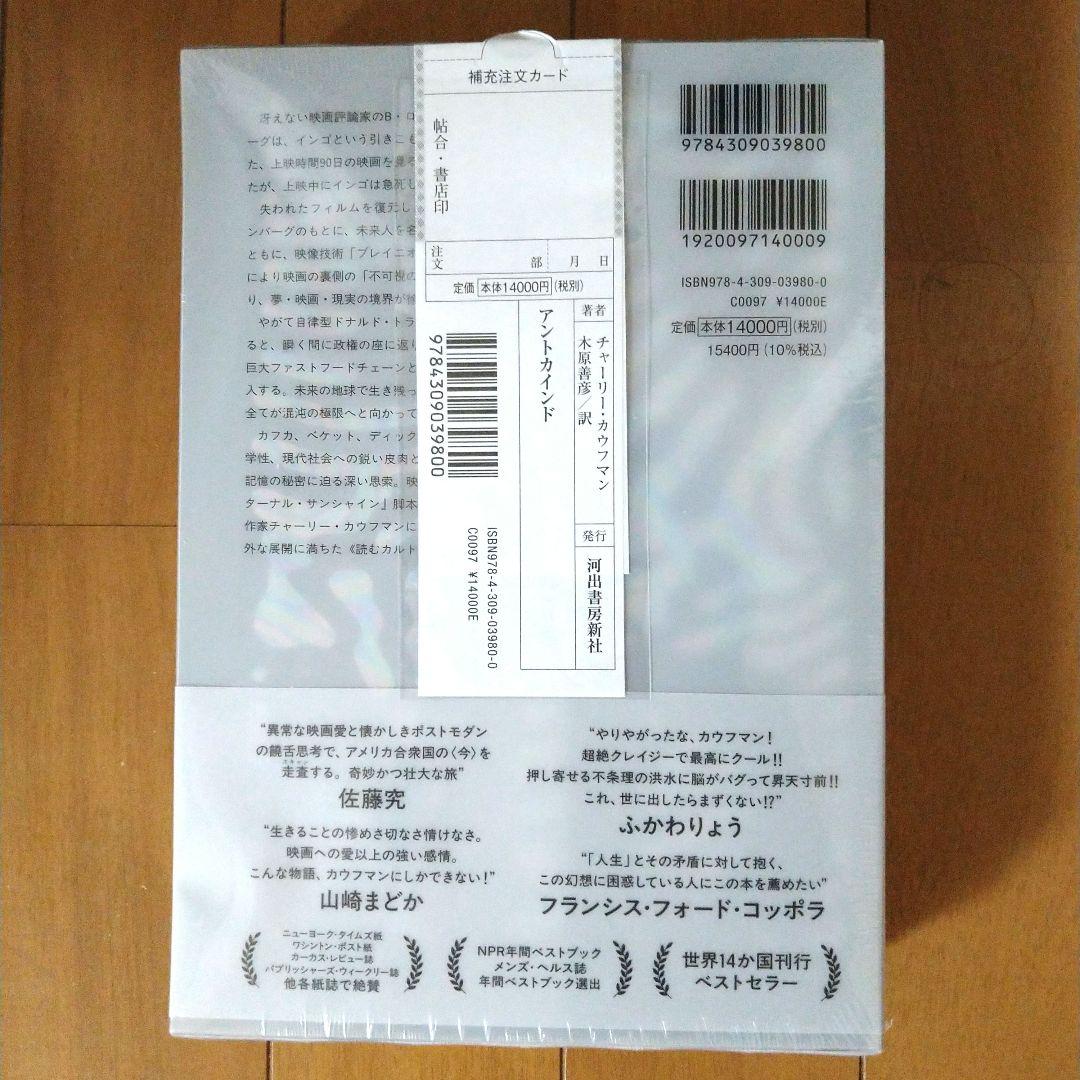 補充注文カード
帖合・書店印
注文
部 月 日
定価 本体14000円(税別)
著者
チャーリー・カウフマン
木原善彦/訳
アントカインド
発行
河出書房新社
9784309039800
ISBN978-4-309-03980-0
C0097 ¥14000E
9784309039800
1920097140009
ISBN978-4-309-03980-0
C0097 ¥14000E
定価 本体14000円(税別)
15400円(10%税込)
冴えない映画評論家のB・ロ
ーグは、インゴという引きこも
た、上映時間90日の映画を見
たが、上映中にインゴは急死し
失われたフィルムを復元し
ンバーグのもとに、未来人を名
ともに、映像技術「ブレイニオ
により映画の裏側の「不可視の
り、夢・映画・現実の境界が
やがて自律型ドナルド・トラ
ると、瞬く間に政権の座に返り
巨大ファストフードチェーンと
入する。未来の地球で生き残っ
全てが混沌の極限へと向かって
カフカ、ベケット、ディック
学性、現代社会への鋭い皮肉と
記憶の秘密に迫る深い思索。映
ターナル・サンシャイン」脚本
作家チャーリー・カウフマンに
外な展開に満ちた《読むカルト
“異常な映画愛と懐かしきポストモダン
の饒舌思考で、アメリカ合衆国の〈今〉を
スキャン
走査する。奇妙かつ壮大な旅”
佐藤究
“生きることの惨めさ切なさ情けなさ。
映画への愛以上の強い感情。
こんな物語、カウフマンにしかできない!”
山崎まどか
“やりやがったな、カウフマン!
超絶クレイジーで最高にクール!!
押し寄せる不条理の洪水に脳がバグって昇天寸前!!
これ、世に出したらまずくない!?”
ふかわりょう
“「人生」とその矛盾に対して抱く、
この幻想に困惑している人にこの本を薦めたい”
フランシス・フォード・コッポラ
ニューヨーク・タイムズ紙
ワシントン・ポスト紙
カーカス・レビュー誌
パブリッシャーズ・ウィークリー誌
他各紙誌で絶賛
NPR年間ベストブック
メンズ・ヘルス誌
年間ベストブック選出
世界14か国刊行
ベストセラー